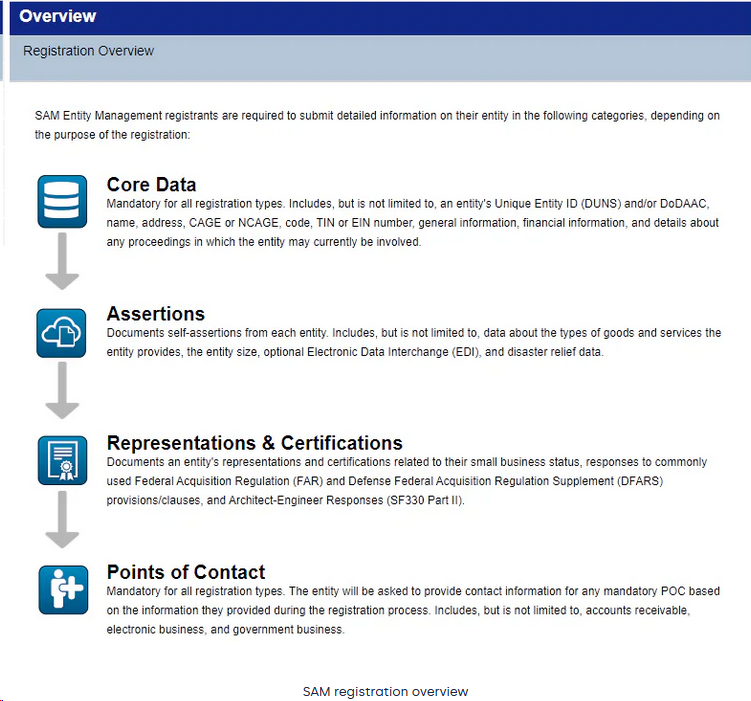 Overview
Registration Overview
SAM Entity Management registrants are required to submit detailed information on their entity in the following categories, depending on
the purpose of the registration:
Core Data
Mandatory for all registration types. Includes, but is not limited to, an entity's Unique Entity ID (DUNS) and/or DoDAAC,
name, address, CAGE or NCAGE, code, TIN or EIN number, general information, financial information, and details about
any proceedings in which the entity may currently be involved.
Assertions
Documents self-assertions from each entity. Includes, but is not limited to, data about the types of goods and services the
entity provides, the entity size, optional Electronic Data Interchange (EDI), and disaster relief data.
Representations & Certifications
Documents an entity's representations and certifications related to their small business status, responses to commonly
used Federal Acquisition Regulation (FAR) and Defense Federal Acquisition Regulation Supplement (DFARS)
provisions/clauses, and Architect-Engineer Responses (SF330 Part II).
Points of Contact
Mandatory for all registration types. The entity will be asked to provide contact information for any mandatory POC based
on the information they provided during the registration process. Includes, but is not limited to, accounts receivable,
electronic business, and government business.
SAM registration overview